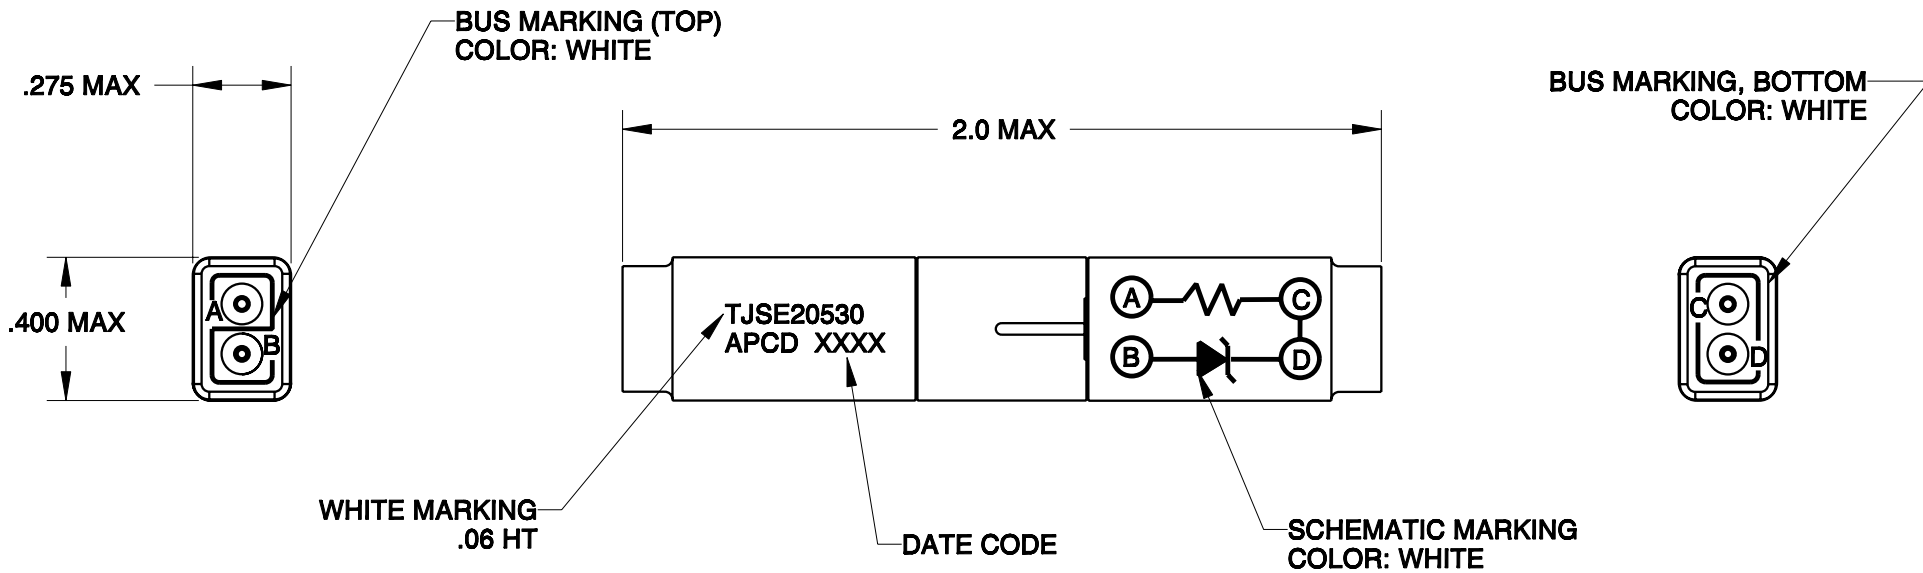 BUS MARKING (TOP)
COLOR: WHITE
.275 MAX
BUS MARKING, BOTTOM
COLOR: WHITE
2.0 MAX
.400 MAX
A
B
TJSE20530
APCD XXXX
A
C
B
D
C
D
WHITE MARKING
.06 HT
DATE CODE
SCHEMATIC MARKING
COLOR: WHITE